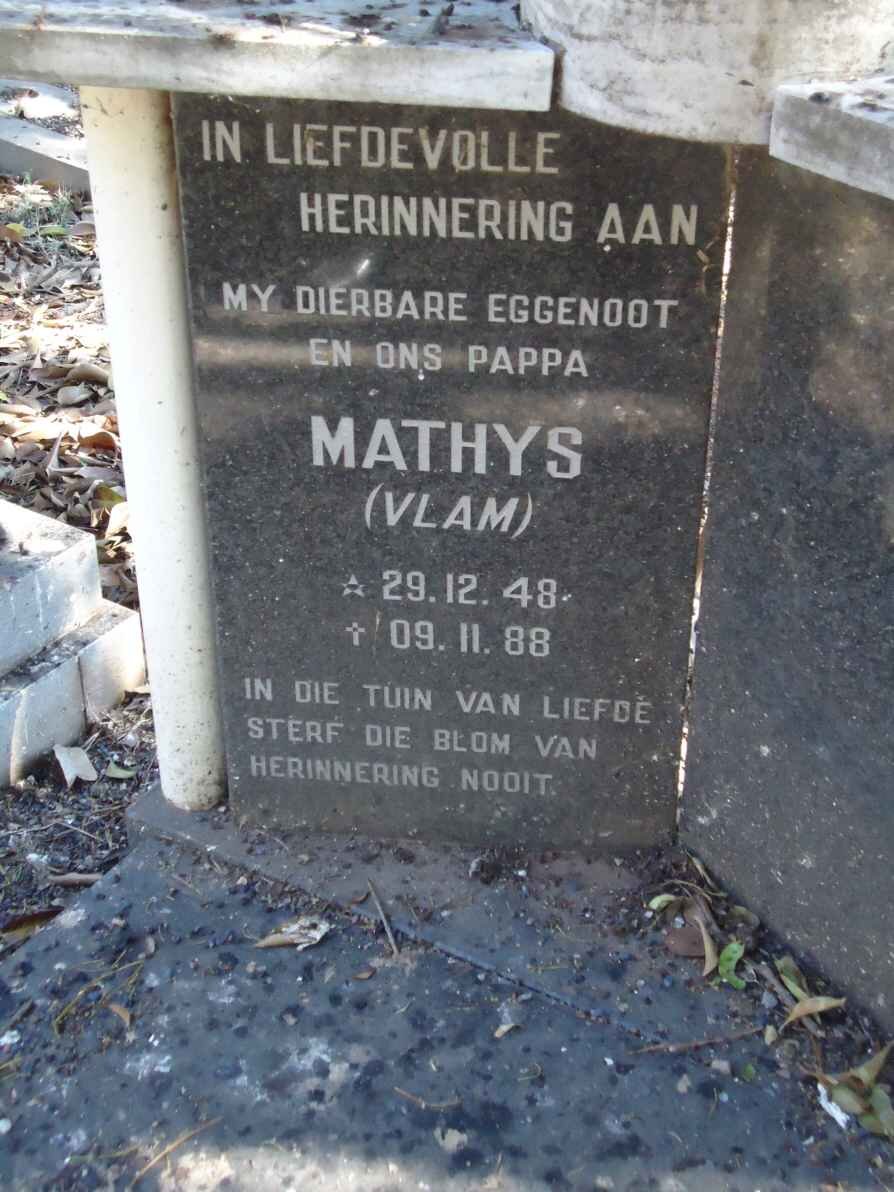 IN LIEFDEVOLLE
HERINNERING AAN
MY DIERBARE EGGENOOT
EN ONS PAPPA
MATHYS
(VLAM)
☆ 29.12.48
✝ 09.11.88
IN DIE TUIN VAN LIEFDE
STERF DIE BLOM VAN
HERINNERING NOOIT.